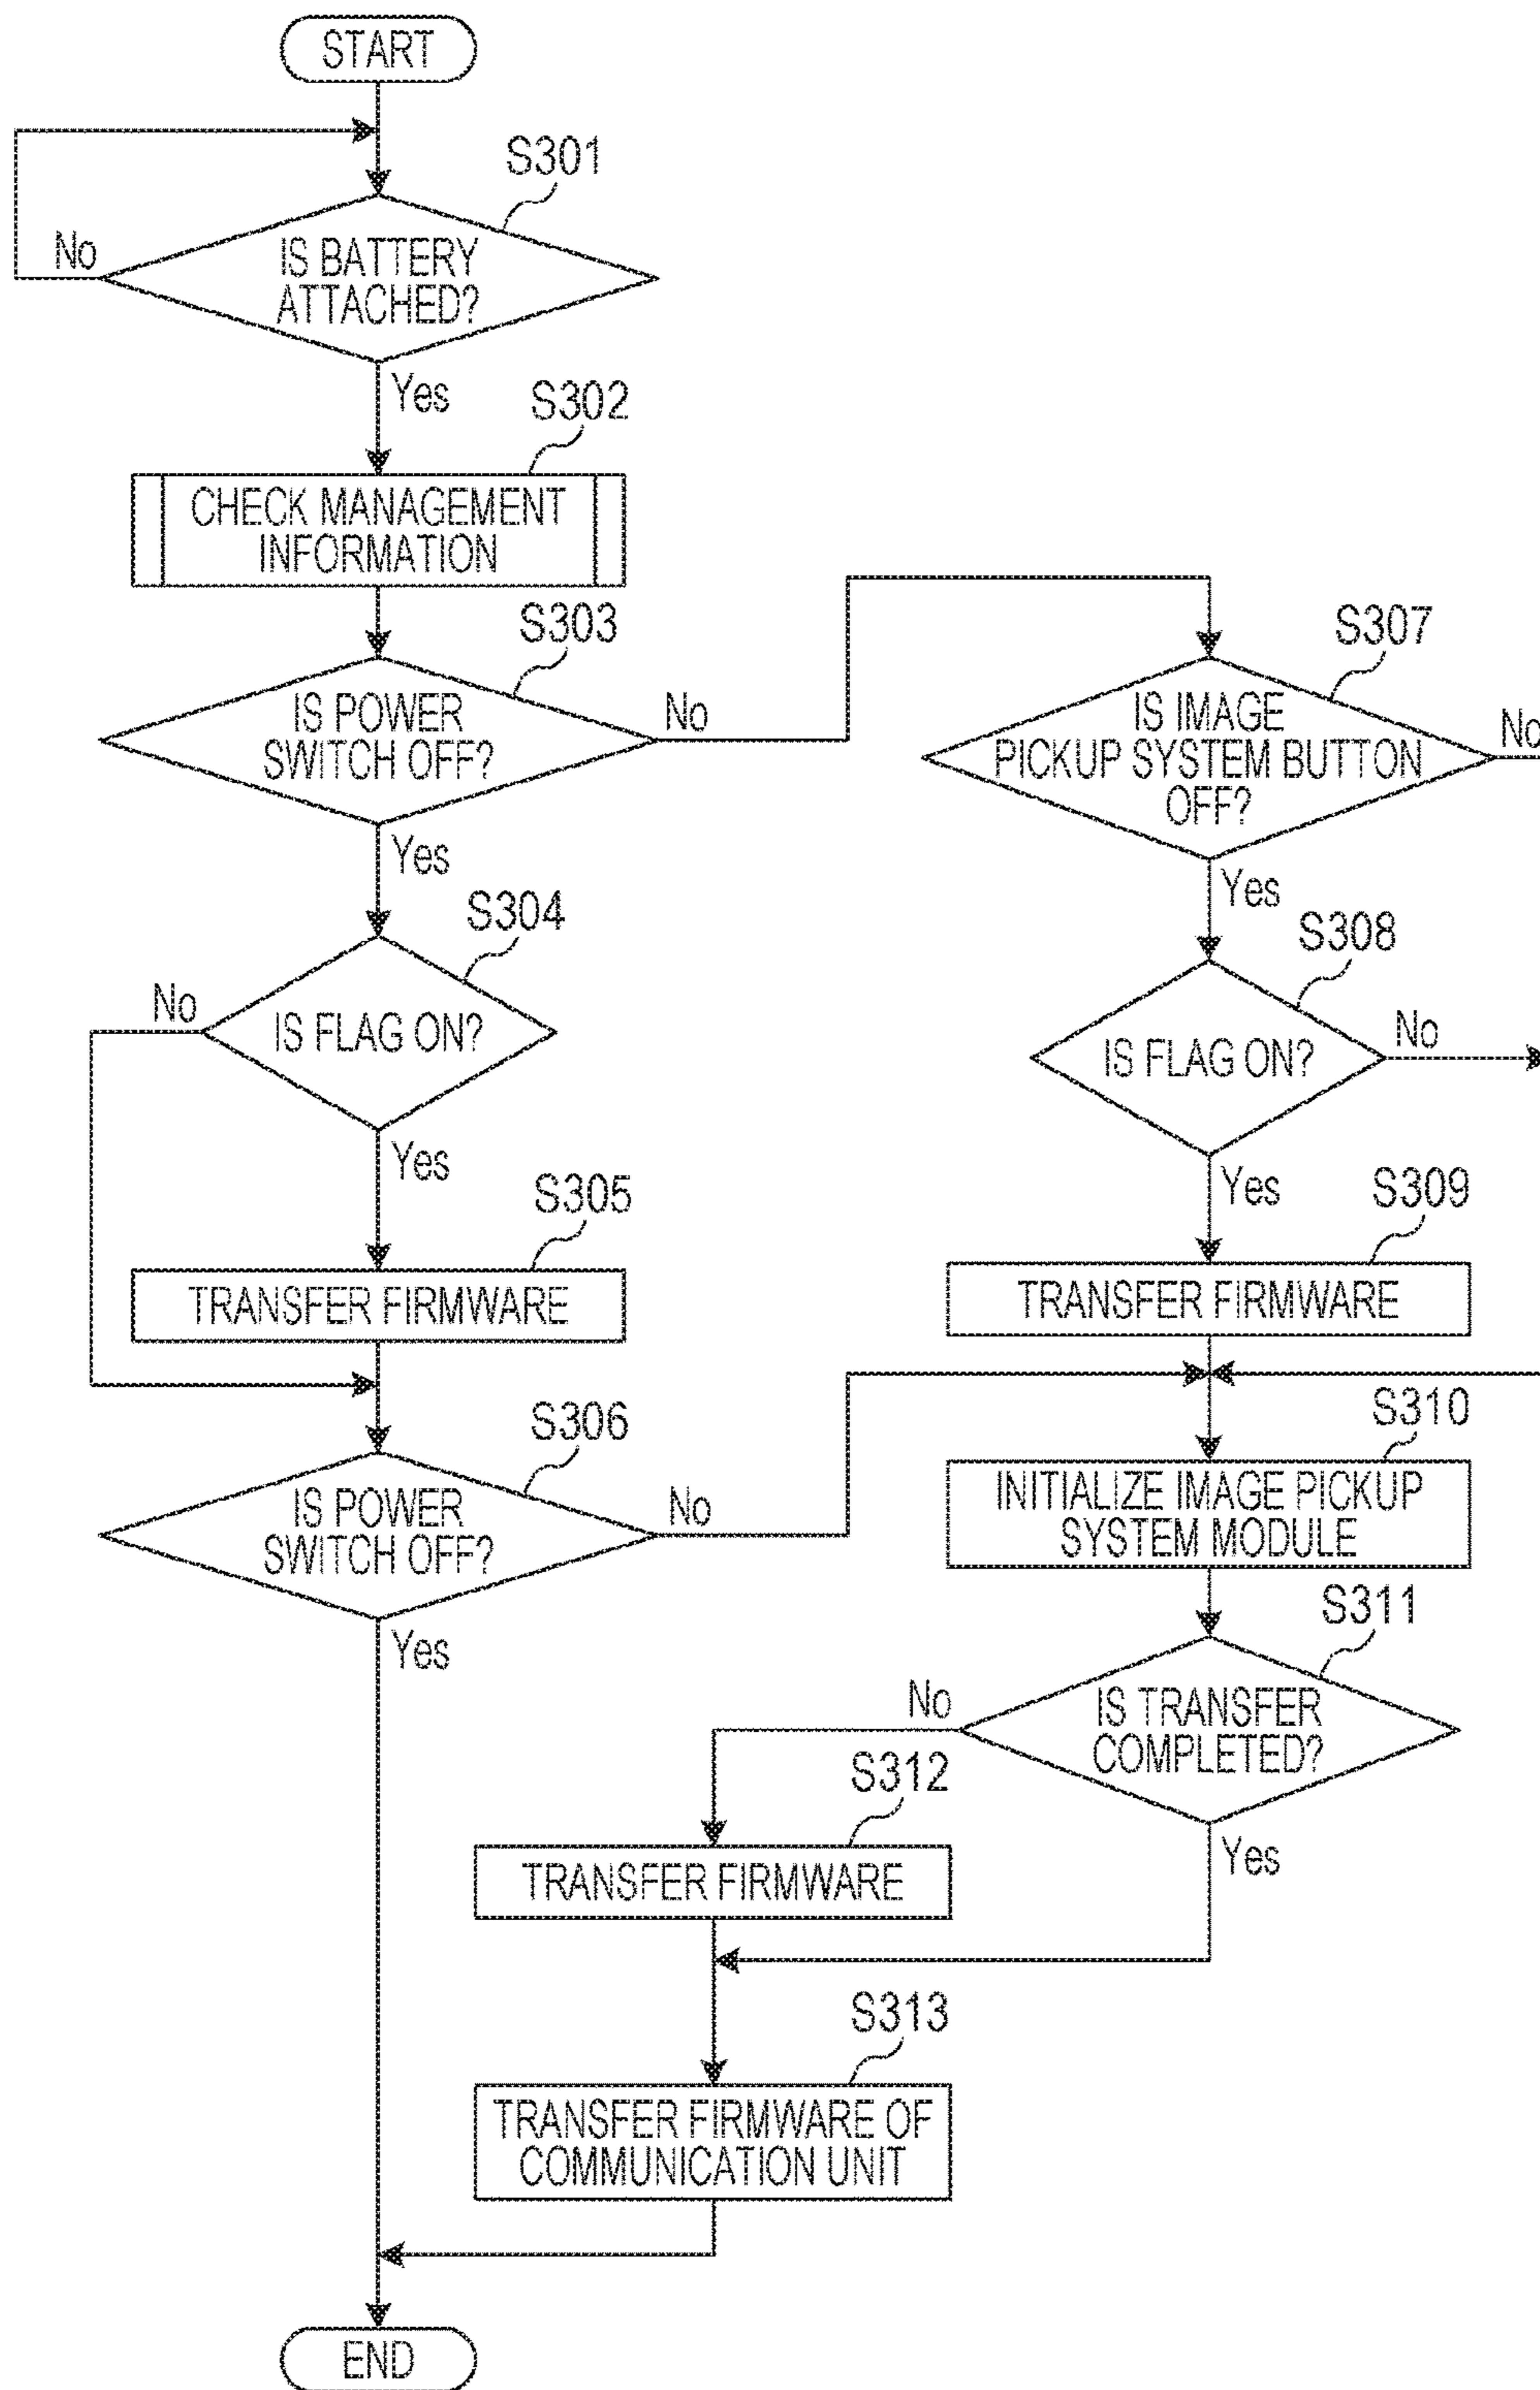 START
S301
No
IS BATTERY
ATTACHED?
Yes
S302
CHECK MANAGEMENT
INFORMATION
S303
IS POWER
SWITCH OFF?
No
Yes
S304
No
IS FLAG ON?
Yes
S305
TRANSFER FIRMWARE
S306
IS POWER
SWITCH OFF?
No
Yes
S307
IS IMAGE
PICKUP SYSTEM BUTTON
OFF?
No
Yes
S308
IS FLAG ON?
No
Yes
S309
TRANSFER FIRMWARE
S310
INITIALIZE IMAGE PICKUP
SYSTEM MODULE
S311
No
IS TRANSFER
COMPLETED?
Yes
S312
TRANSFER FIRMWARE
S313
TRANSFER FIRMWARE OF
COMMUNICATION UNIT
END